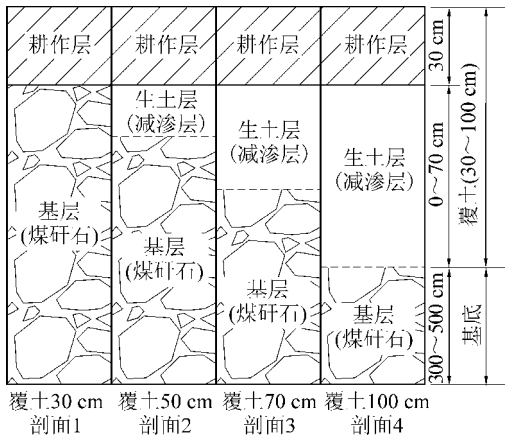 耕作层 耕作层 耕作层 耕作层
30 cm
生土层
(减渗层)
生土层
(减渗层)
生土层
(减渗层)
0～70 cm
覆土(30～100 cm)
基层
(煤矸石)
基层
(煤矸石)
基层
(煤矸石)
基层
(煤矸石)
300～500 cm
基底
覆土30 cm 覆土50 cm 覆土70 cm 覆土100 cm
剖面1 剖面2 剖面3 剖面4